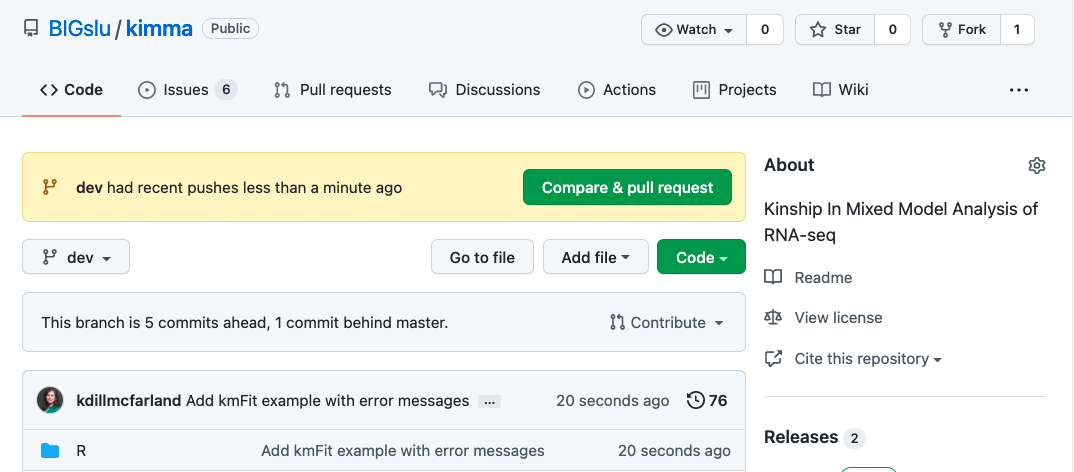 BIGslu / kimma Public
Watch 0 Star 0 Fork 1
Code Issues 6 Pull requests Discussions Actions Projects Wiki ...
dev had recent pushes less than a minute ago Compare & pull request
dev Go to file Add file Code
This branch is 5 commits ahead, 1 commit behind master. Contribute
kdillmcfarland Add kmFit example with error messages ... 20 seconds ago 76
R Add kmFit example with error messages 20 seconds ago
About
Kinship In Mixed Model Analysis of
RNA-seq
Readme
View license
Cite this repository
Releases 2